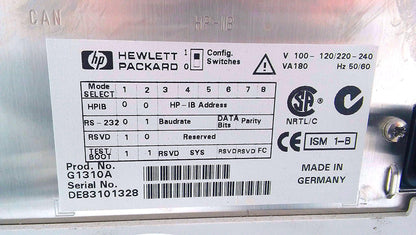 CAN HP-IB
hp HEWLETT PACKARD 1 0 Config. Switches V 100- 120/220-240
VA180 Hz 50/60
MODE SELECT 1 2 3 4 5 6 7 8
HPIB 0 0 HP-IB Address
RS-232 0 1 Baudrate DATA Bits Parity
RSVD 1 0 Reserved
TEST/BOOT 1 1 RSVD SYS RSVD RSVD FC
SA NRTL/C
CE ISM 1-B
Prod. No.
G1310A
Serial No.
DE83101328
MADE IN
GERMANY